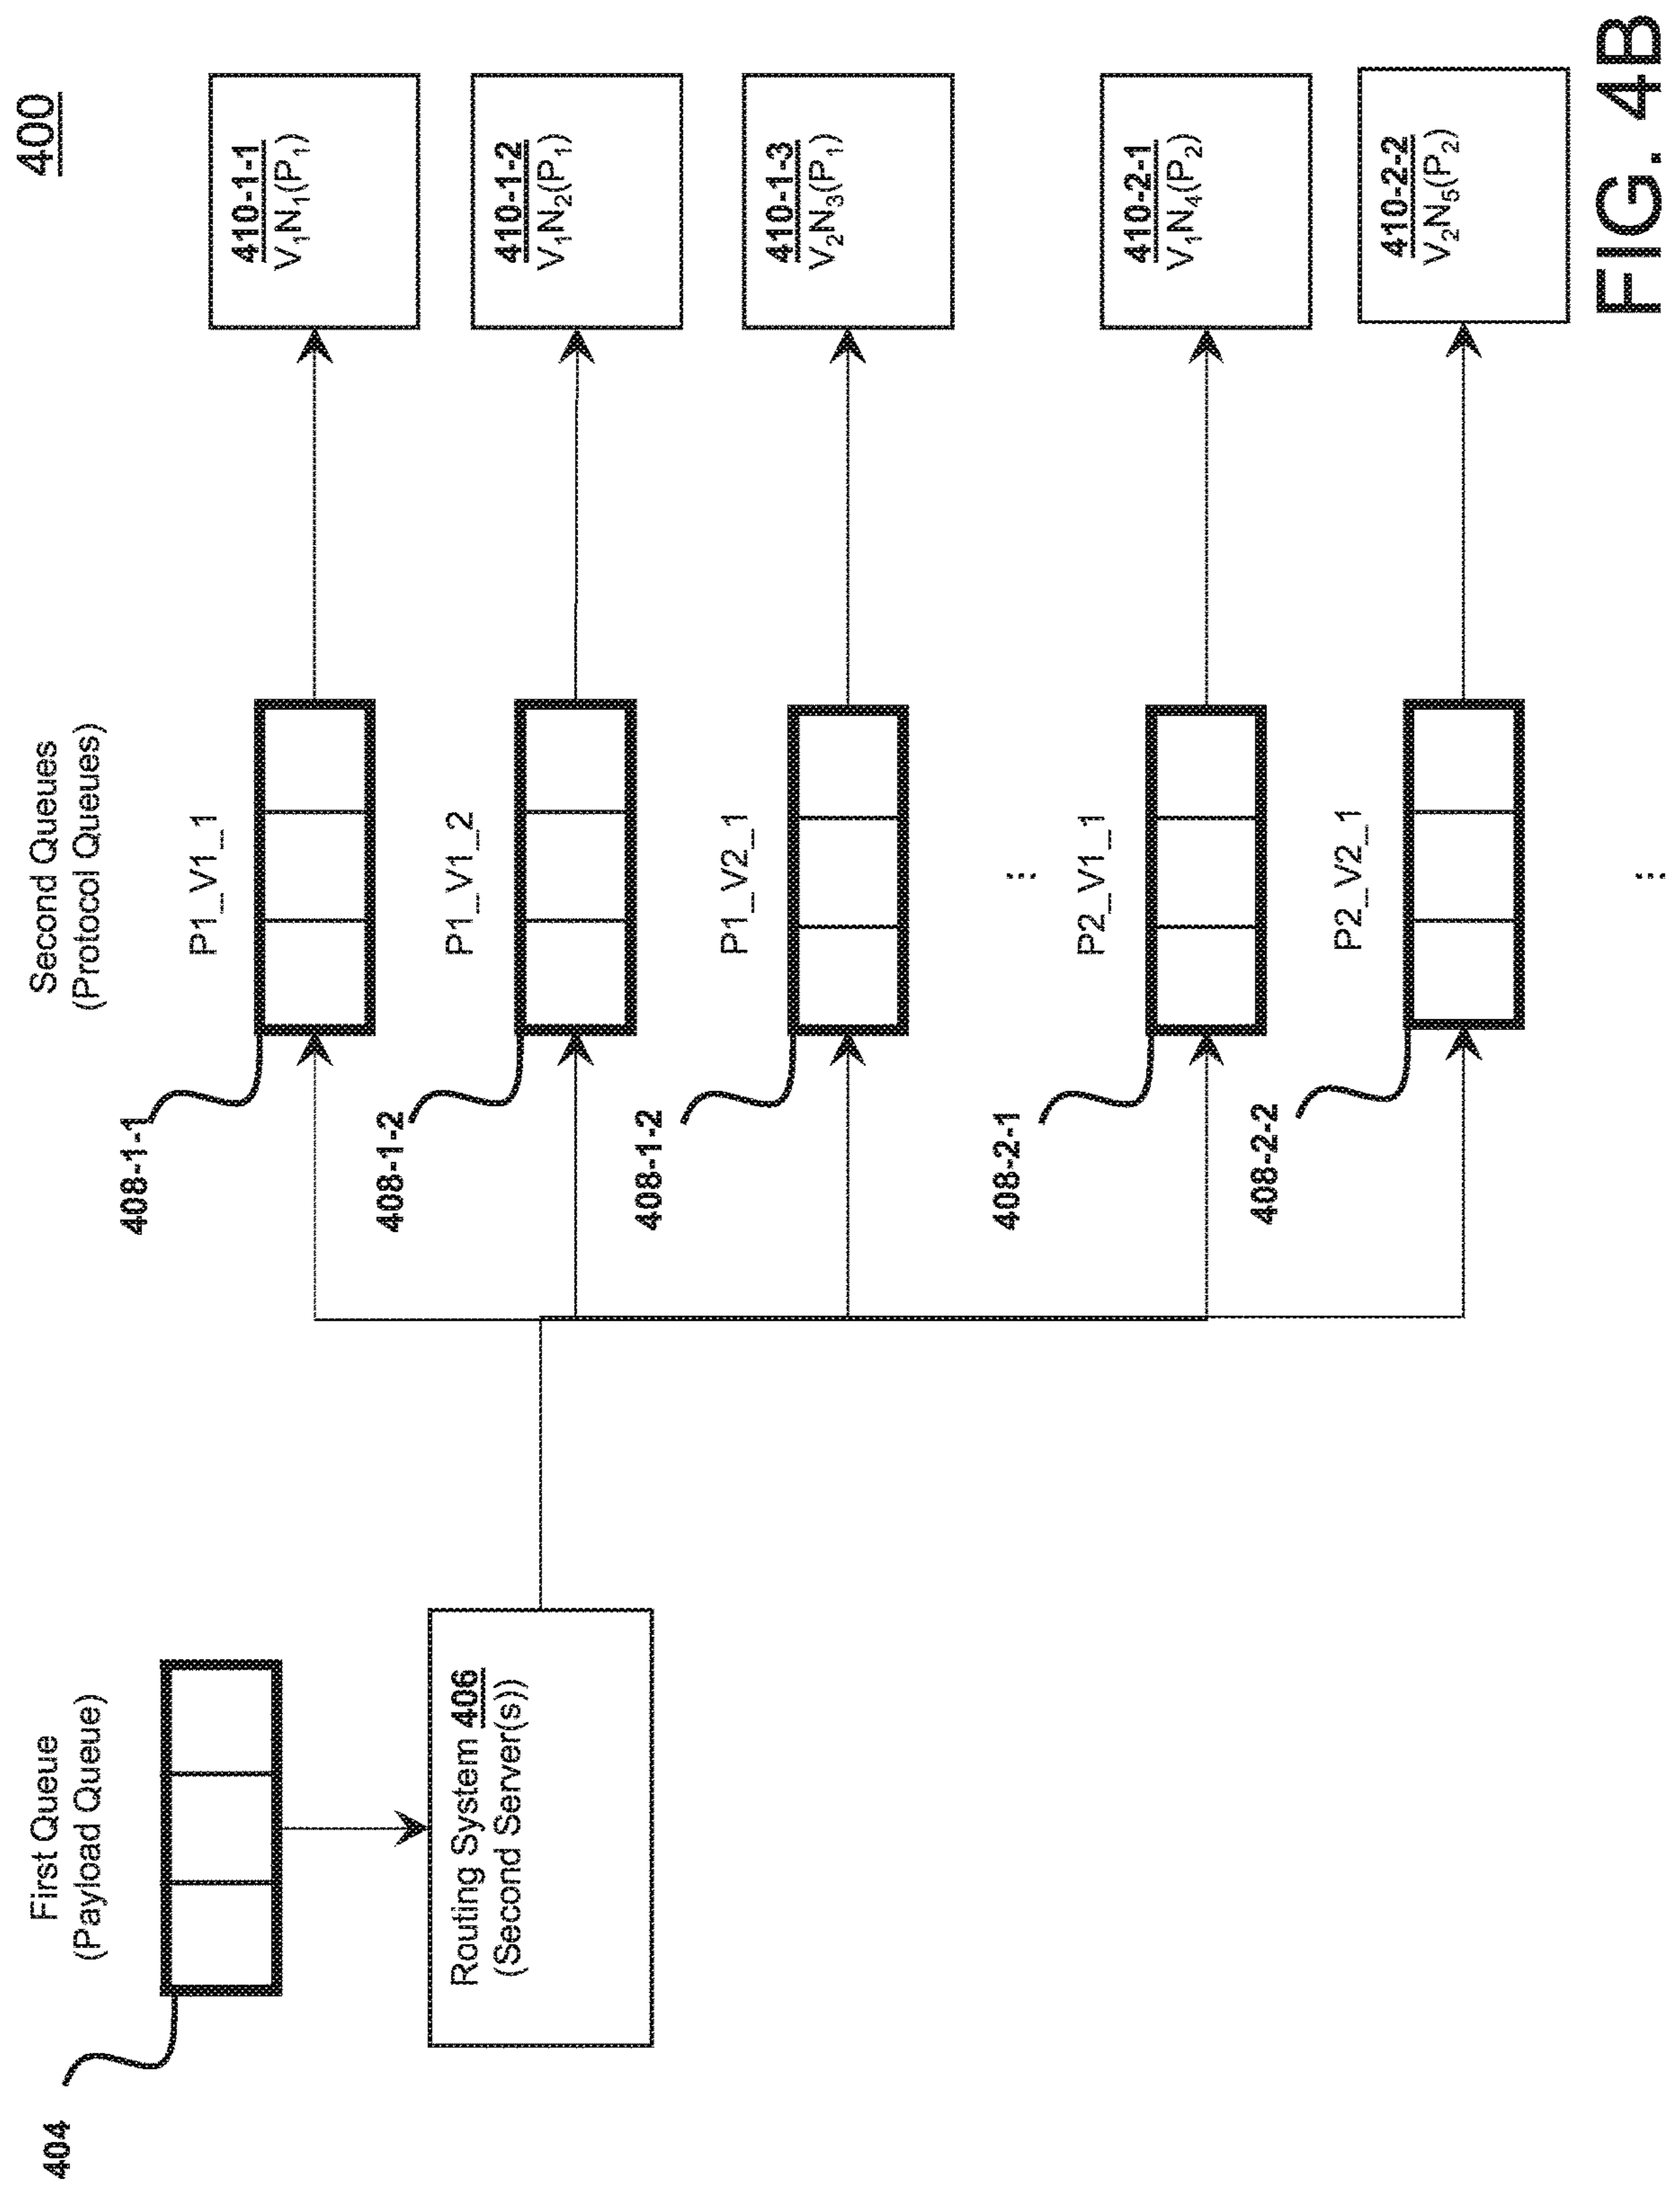 400
First Queue
(Payload Queue)
404
Routing System 406
(Second Server(s))
Second Queues
(Protocol Queues)
408-1-1
P1_V1_1
410-1-1
V₁N₁(P₁)
408-1-2
P1_V1_2
410-1-2
V₁N₂(P₁)
408-1-2
P1_V2_1
410-1-3
V₂N₃(P₁)
...
408-2-1
P2_V1_1
410-2-1
V₁N₄(P₂)
408-2-2
P2_V2_1
410-2-2
V₂N₅(P₂)
...
FIG. 4B